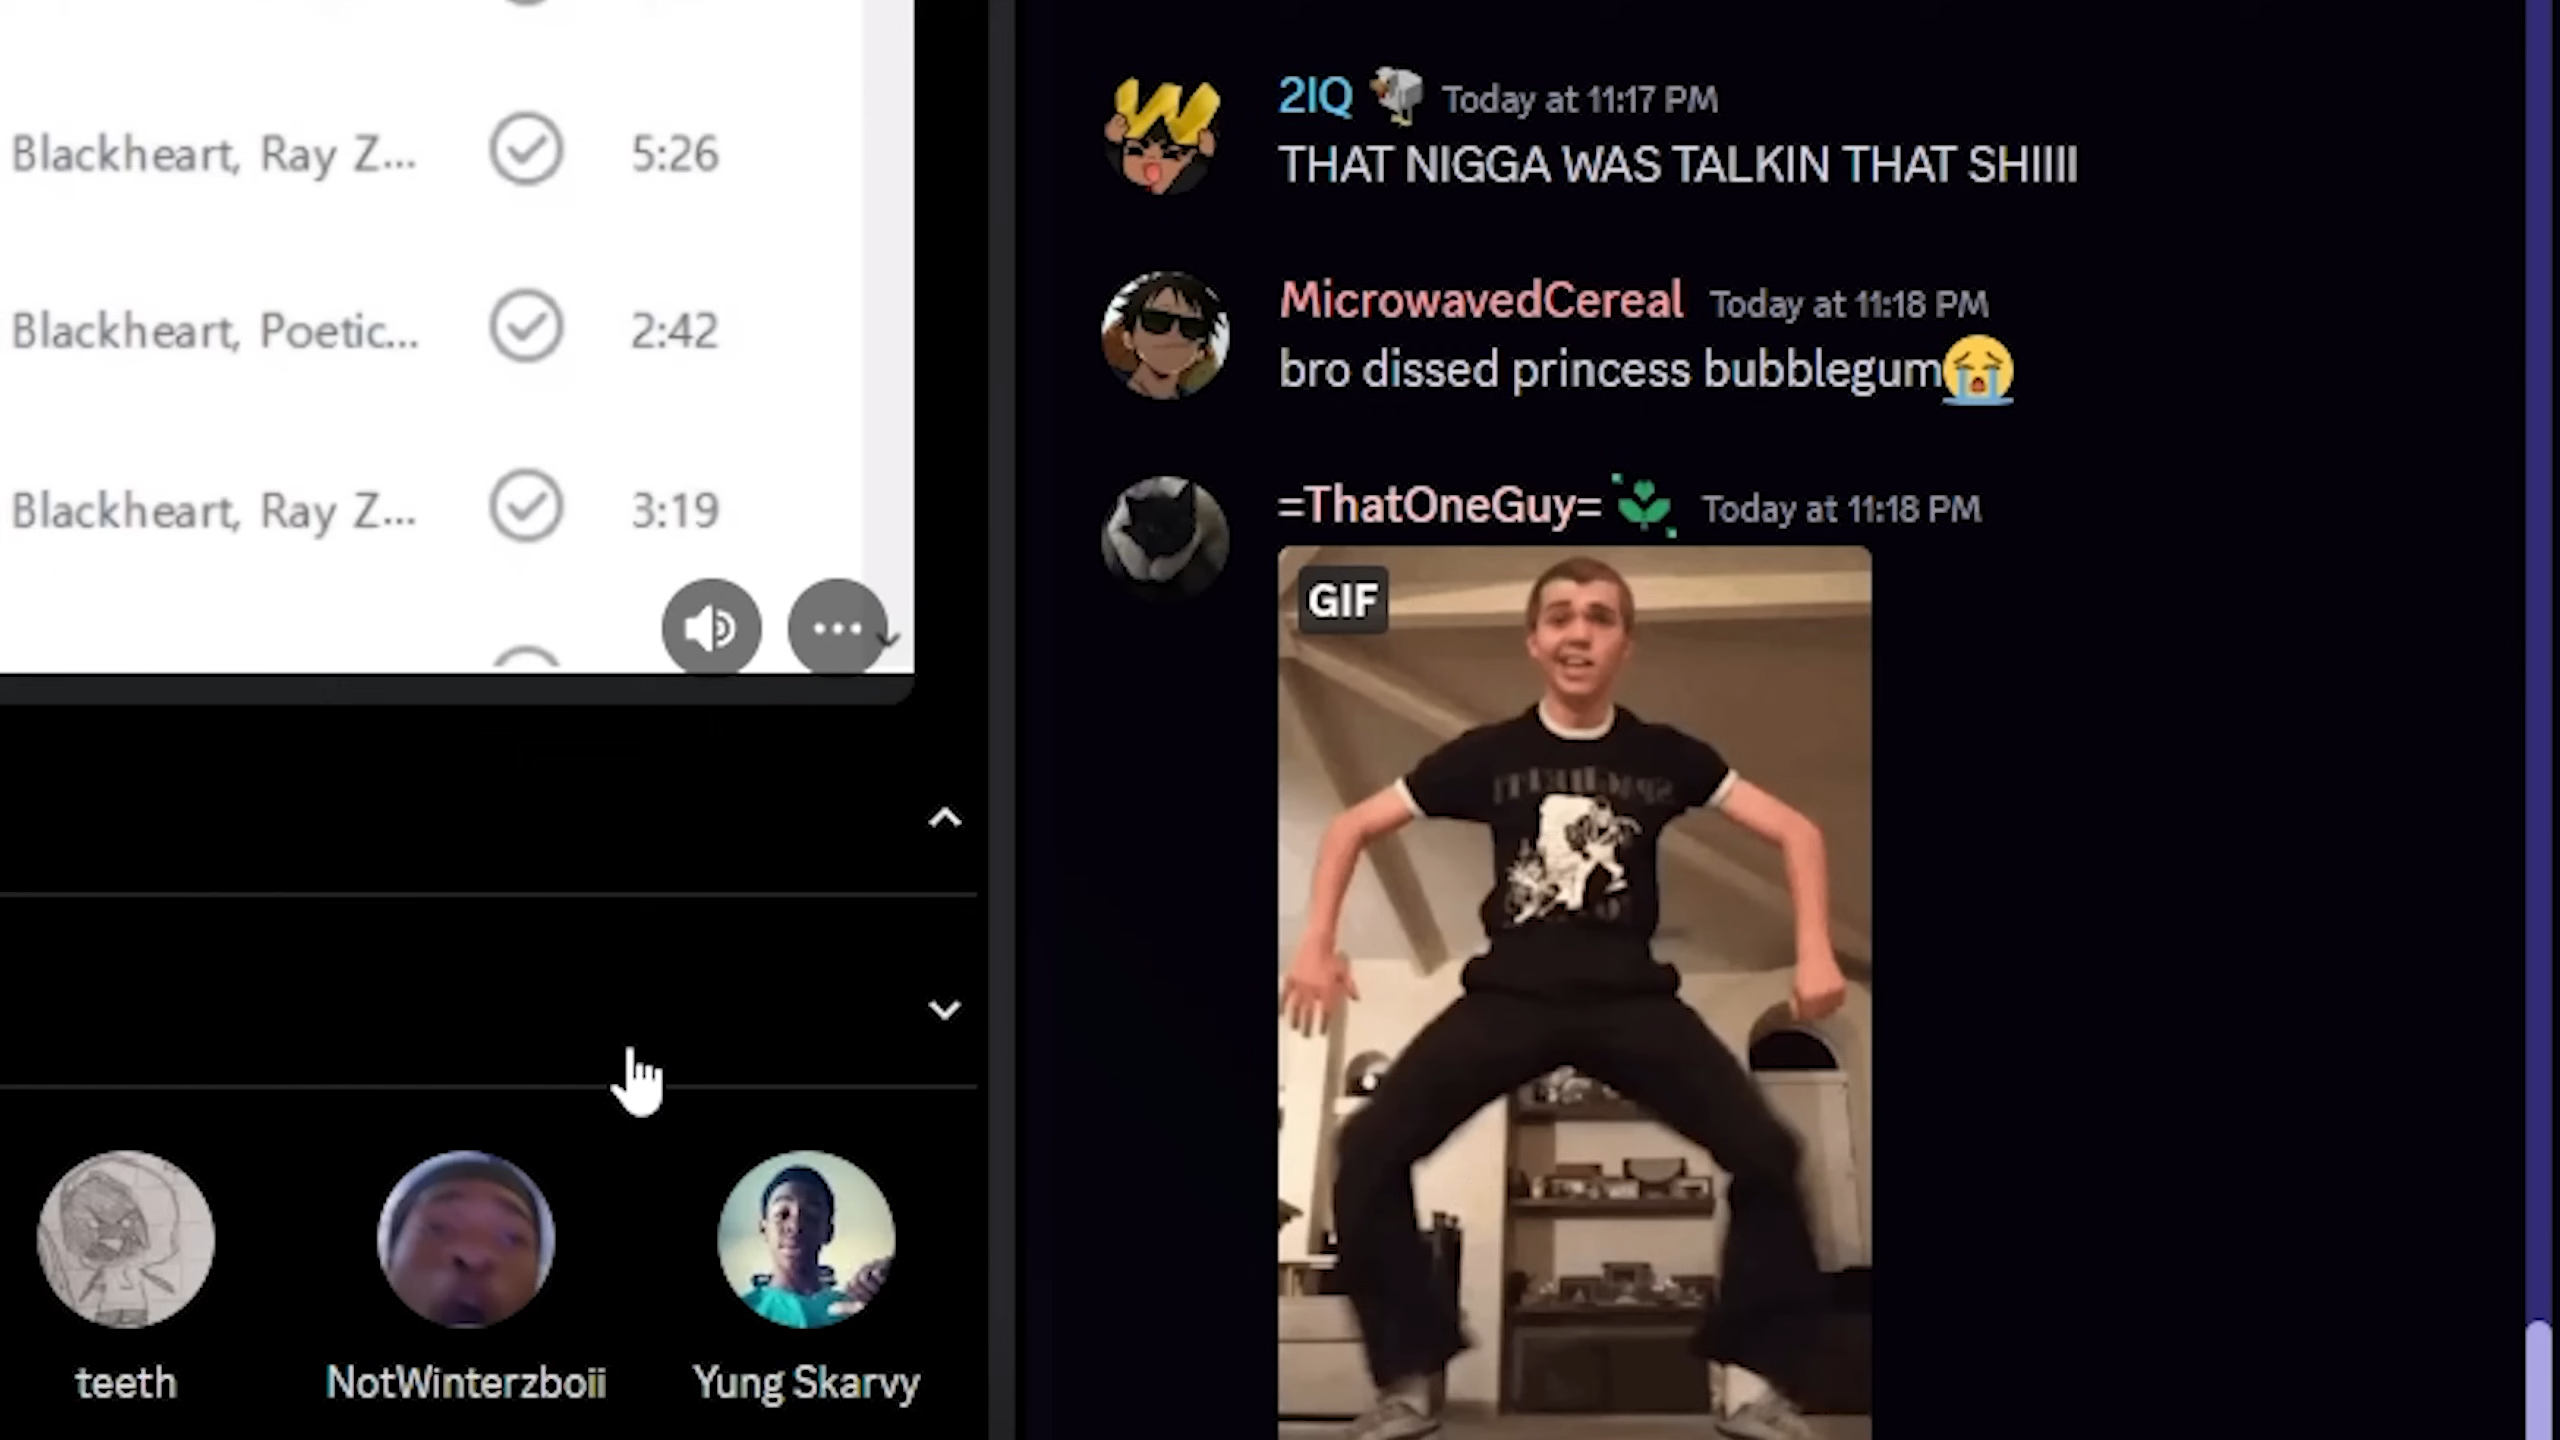 Blackheart, Ray Z... 5:26
Blackheart, Poetic... 2:42
Blackheart, Ray Z... 3:19
teeth
NotWinterzboii
Yung Skarvy
2IQ Today at 11:17 PM
THAT NIGGA WAS TALKIN THAT SHIIII
MicrowavedCereal Today at 11:18 PM
bro dissed princess bubblegum😭
=ThatOneGuy= Today at 11:18 PM
GIF